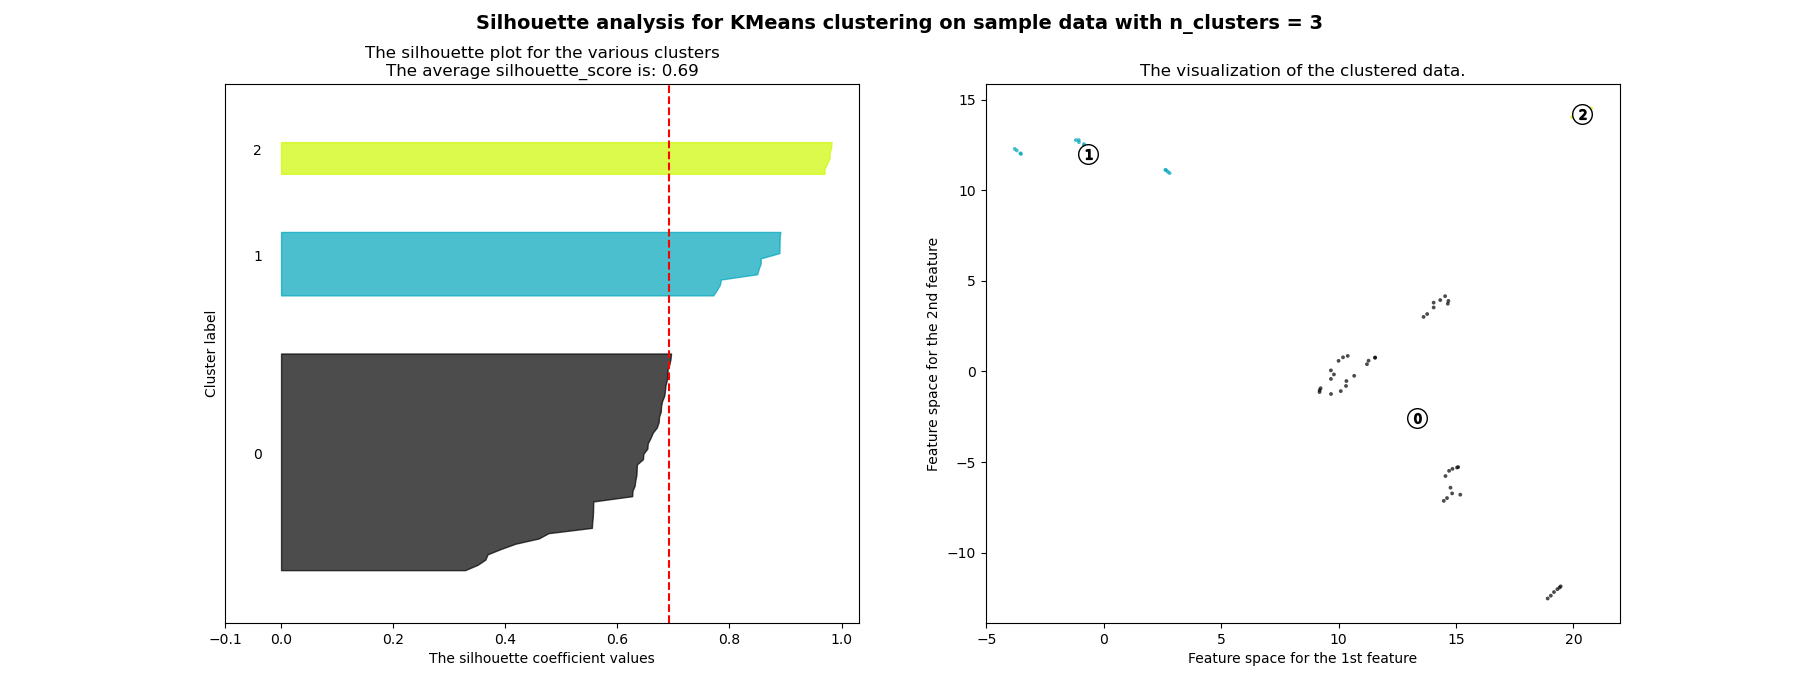 Silhouette analysis for KMeans clustering on sample data with n_clusters = 3
The silhouette plot for the various clusters
The average silhouette_score is: 0.69
2
1
0
Cluster label
−0.1 0.0 0.2 0.4 0.6 0.8 1.0
The silhouette coefficient values
The visualization of the clustered data.
15
10
5
0
−5
−10
Feature space for the 2nd feature
2
1
0
−5 0 5 10 15 20
Feature space for the 1st feature